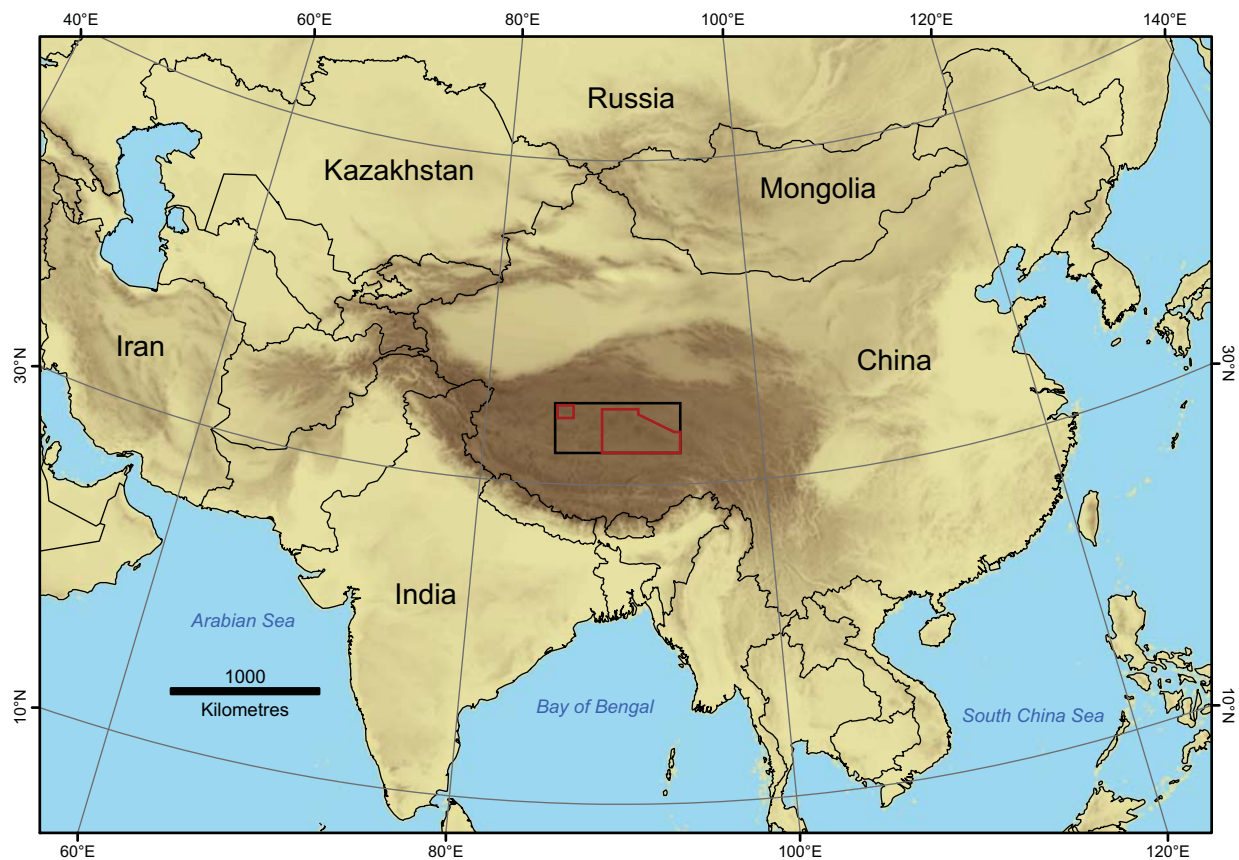 40°E
60°E
80°E
100°E
120°E
140°E
Russia
Kazakhstan
Mongolia
Iran
China
30°N
30°N
India
Arabian Sea
1000
Kilometres
Bay of Bengal
South China Sea
10°N
10°N
60°E
80°E
100°E
120°E